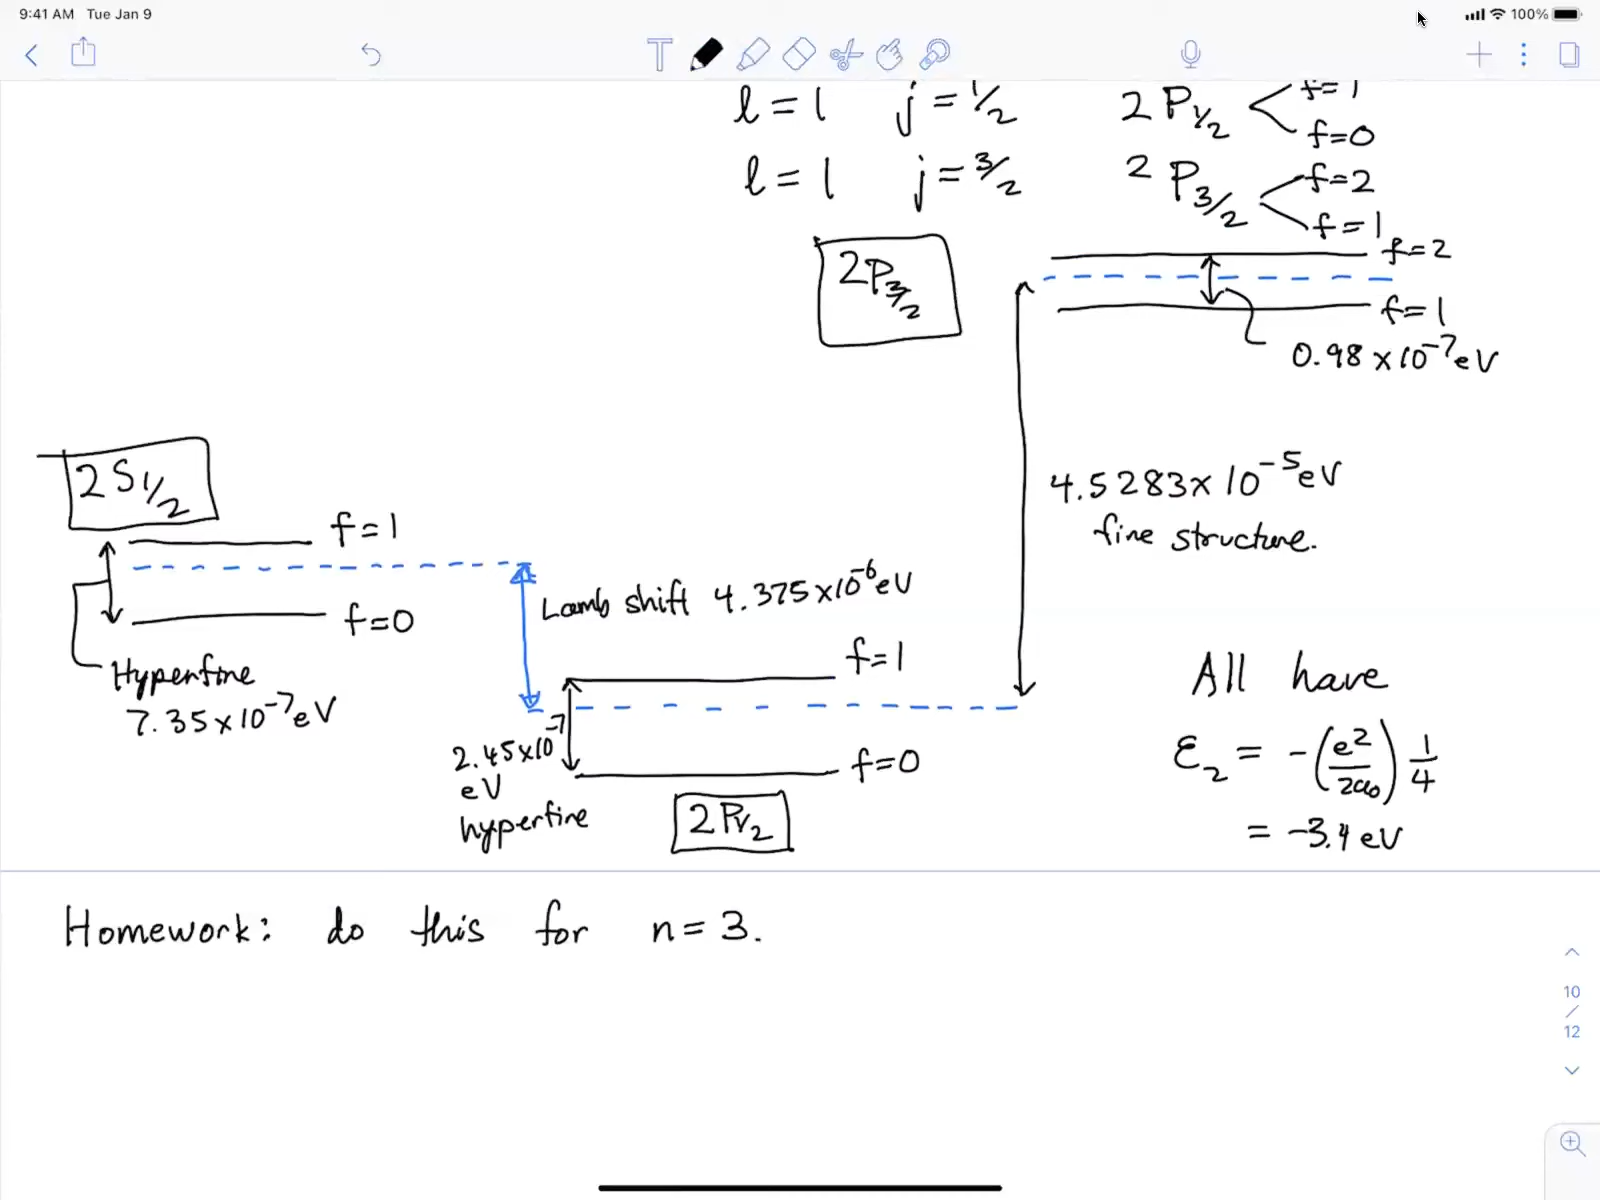 9:41 AM Tue Jan 9
100%
T
l = 1 j = 1/2 2P1/2 f=1
f=0
l = 1 j = 3/2 2P3/2 f=2
f=1
2P3/2
f=2
f=1
0.98 x 10^-7 eV
4.5283 x 10^-5 eV
fine structure.
2S1/2
f=1
f=0
Hyperfine
7.35 x 10^-7 eV
Lamb shift 4.375 x 10^-6 eV
f=1
f=0
2.45 x 10^-7
eV
hyperfine
2P1/2
All have
ε2 = -(e^2/2a0) 1/4
= -3.4 eV
Homework: do this for n=3.
10
/
12